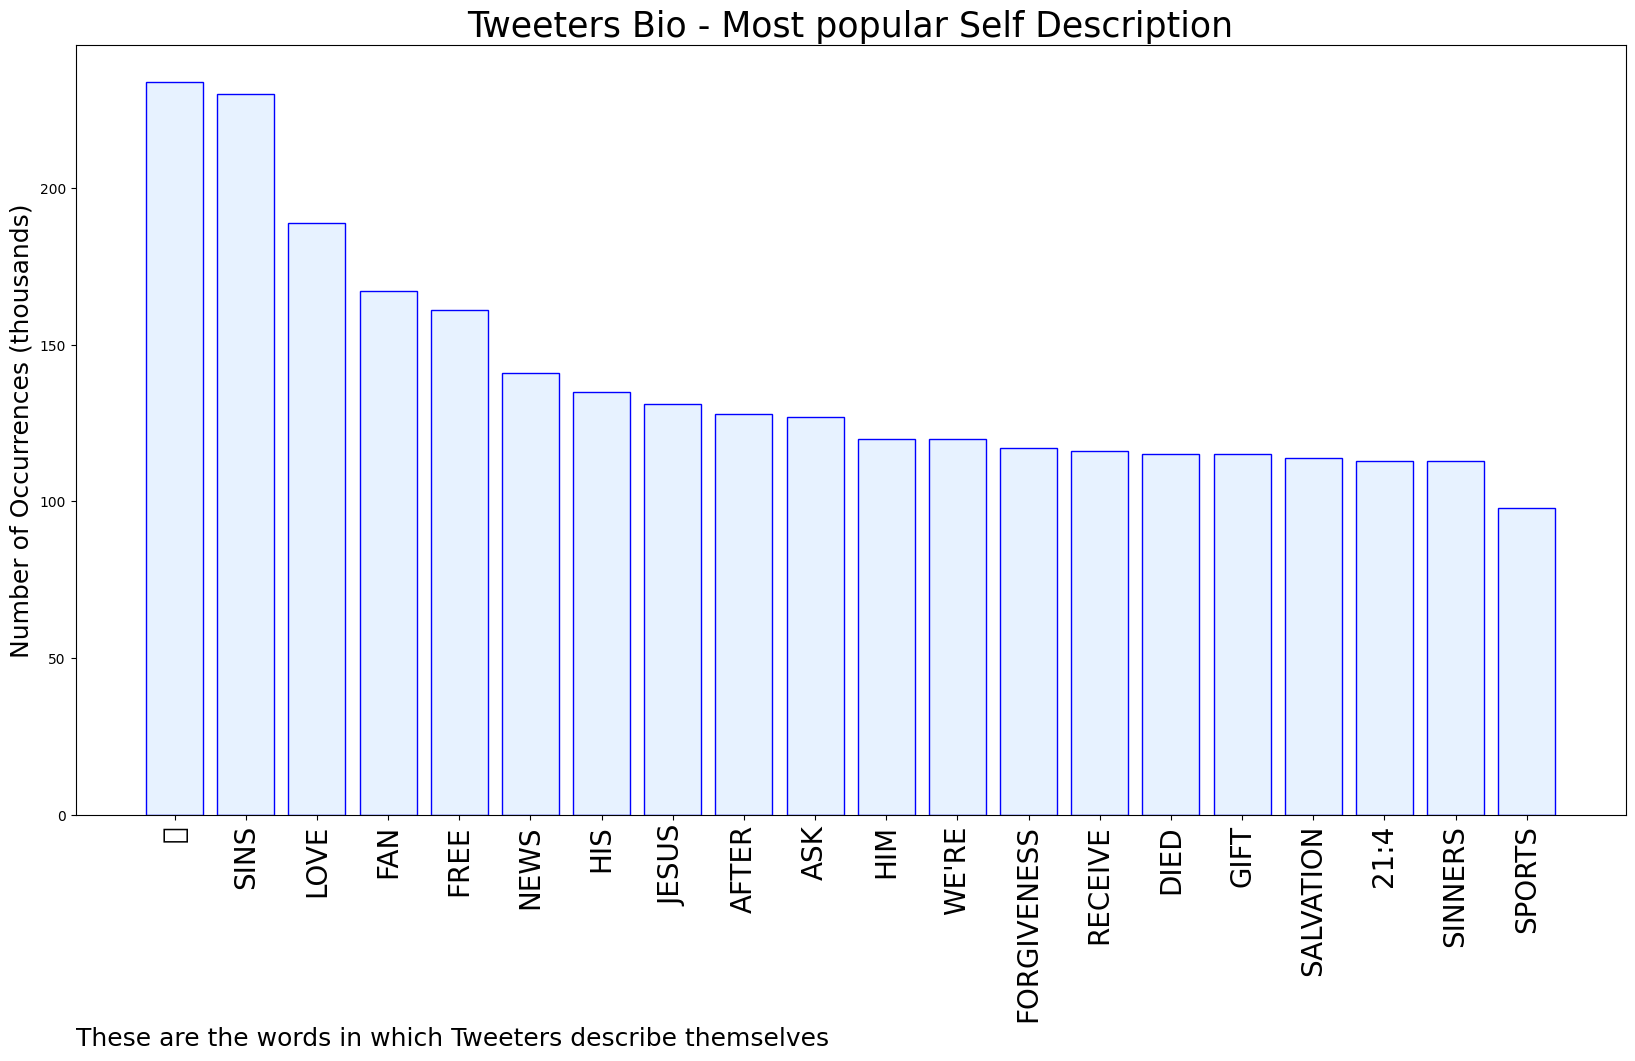 Tweeters Bio - Most popular Self Description
Number of Occurrences (thousands)
200
150
100
50
0
SINS
LOVE
FAN
FREE
NEWS
HIS
JESUS
AFTER
ASK
HIM
WE'RE
FORGIVENESS
RECEIVE
DIED
GIFT
SALVATION
21:4
SINNERS
SPORTS
These are the words in which Tweeters describe themselves